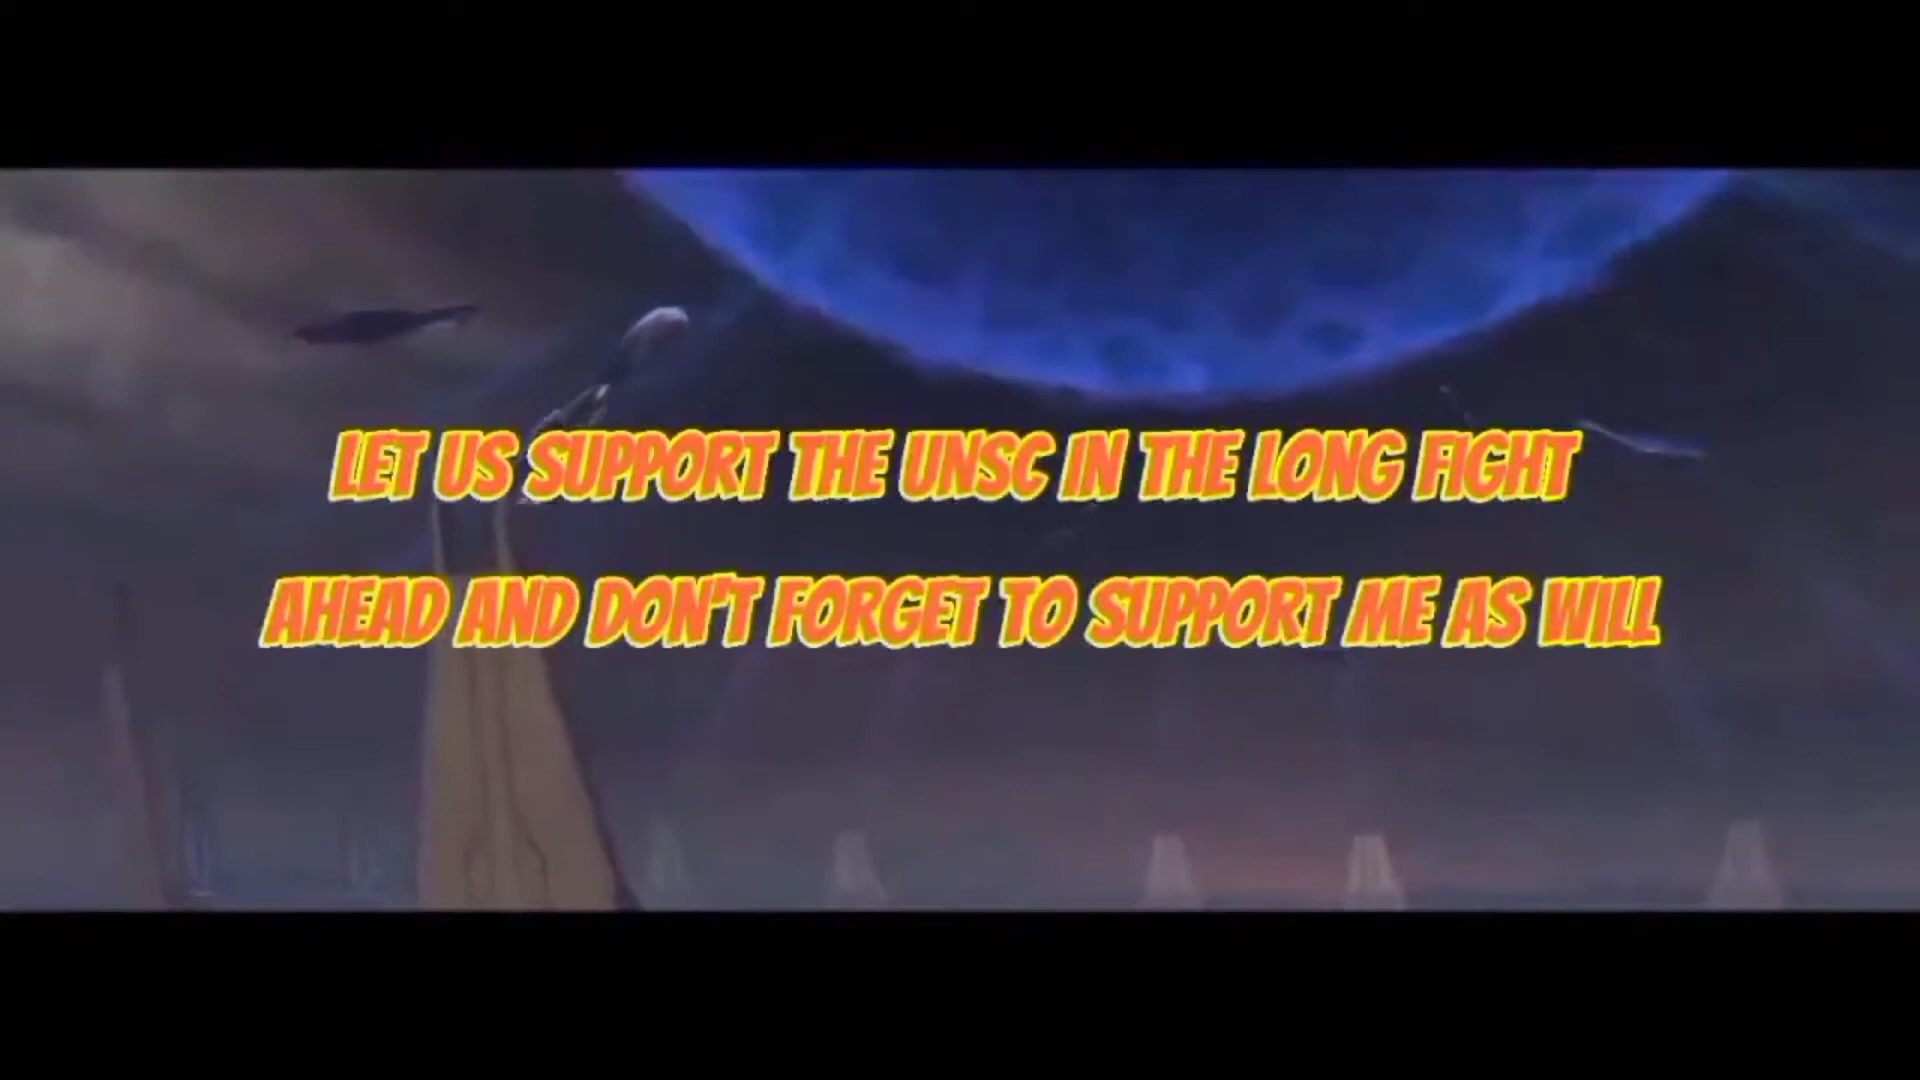 LET US SUPPORT THE UNSC IN THE LONG FIGHT
AHEAD AND DON'T FORGET TO SUPPORT ME AS WILL